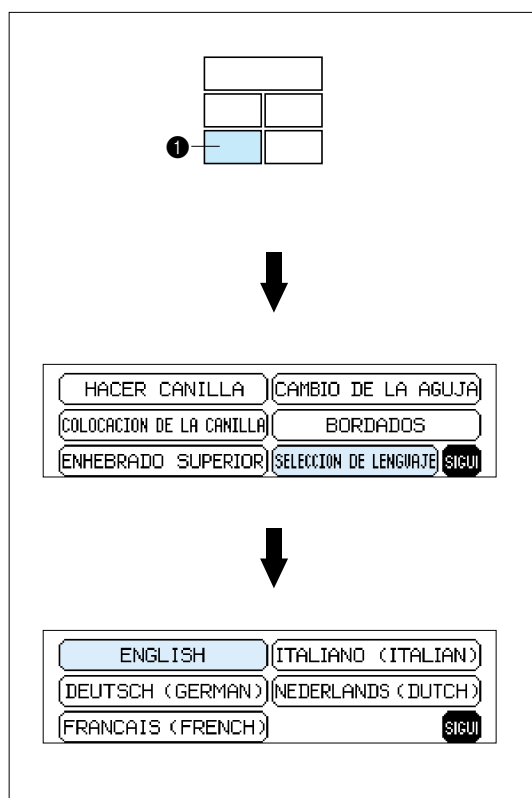 1
HACER CANILLA CAMBIO DE LA AGUJA
COLOCACION DE LA CANILLA BORDADOS
ENHEBRADO SUPERIOR SELECCION DE LENGUAJE SIGUI
ENGLISH ITALIANO (ITALIAN)
DEUTSCH (GERMAN) NEDERLANDS (DUTCH)
FRANCAIS (FRENCH) SIGUI